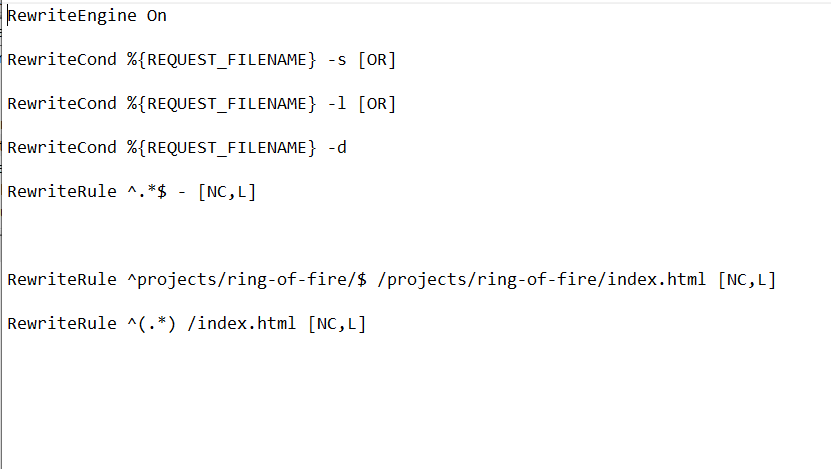 RewriteEngine On
RewriteCond %{REQUEST_FILENAME} -s [OR]
RewriteCond %{REQUEST_FILENAME} -l [OR]
RewriteCond %{REQUEST_FILENAME} -d
RewriteRule ^.*$ - [NC,L]
RewriteRule ^projects/ring-of-fire/$ /projects/ring-of-fire/index.html [NC,L]
RewriteRule ^(.*) /index.html [NC,L]